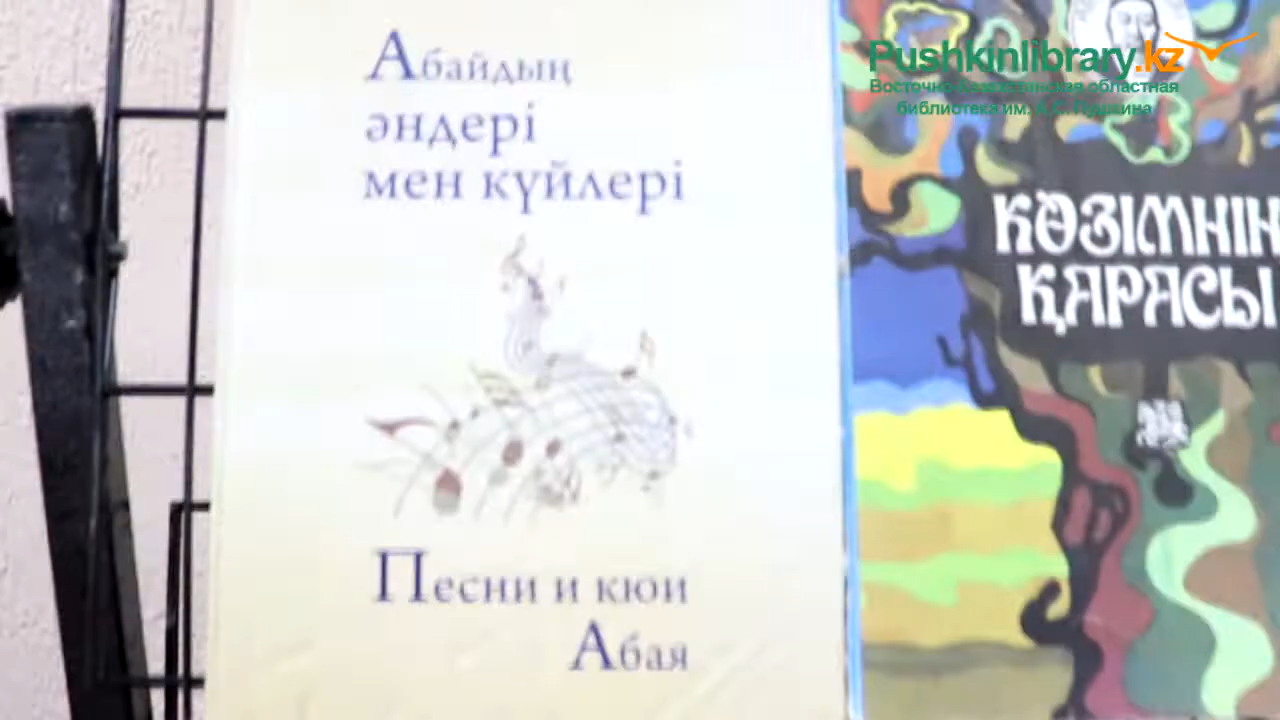 Абайдың
әндері
мен күйлері
Песни и кюи
Абая
Pushkinlibrary.kz
Восточно-Казахстанская областная
библиотека им. А.С. Пушкина
КӨЗІМНІҢ
ҚАРАСЫ